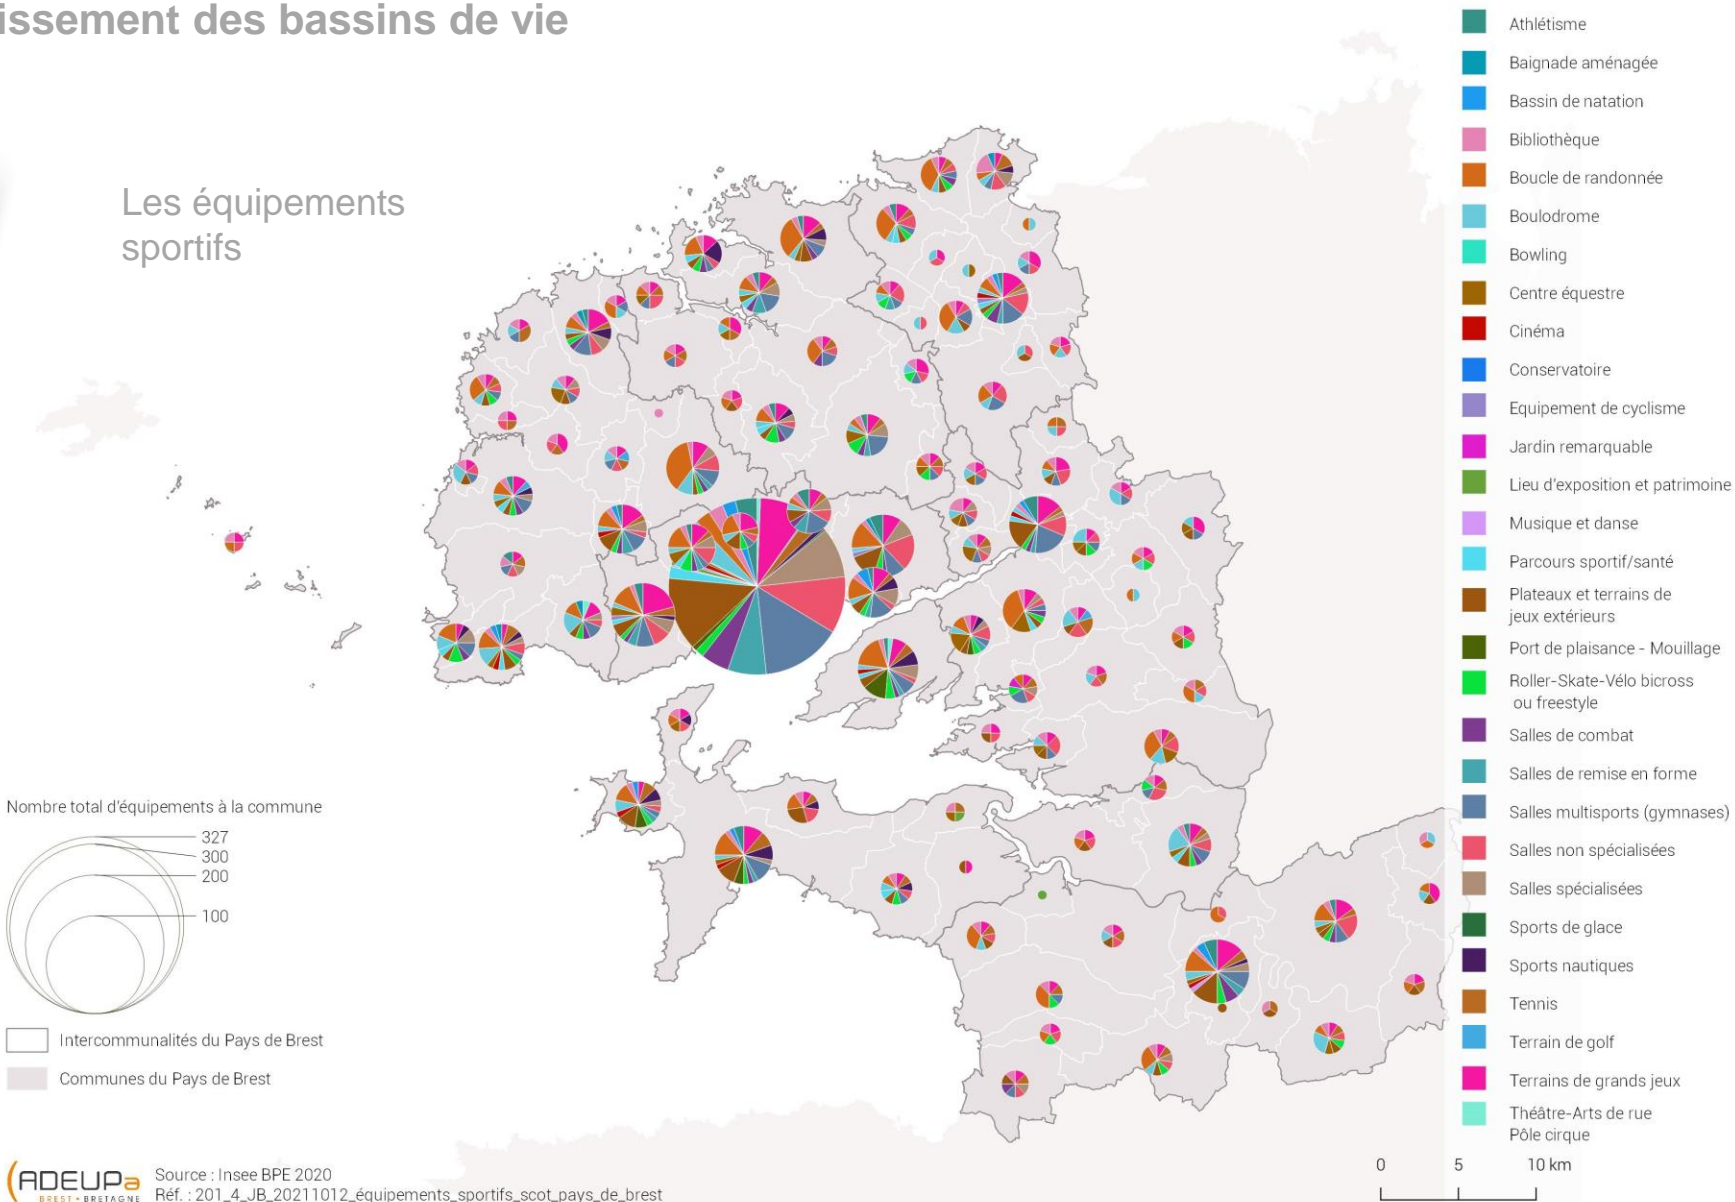 issement des bassins de vie
Les équipements
sportifs
Athlétisme
Baignade aménagée
Bassin de natation
Bibliothèque
Boucle de randonnée
Boulodrome
Bowling
Centre équestre
Cinéma
Conservatoire
Equipement de cyclisme
Jardin remarquable
Lieu d'exposition et patrimoine
Musique et danse
Parcours sportif/santé
Plateaux et terrains de
jeux extérieurs
Port de plaisance - Mouillage
Roller-Skate-Vélo bicross
ou freestyle
Salles de combat
Salles de remise en forme
Salles multisports (gymnases)
Salles non spécialisées
Salles spécialisées
Sports de glace
Sports nautiques
Tennis
Terrain de golf
Terrains de grands jeux
Théâtre-Arts de rue
Pôle cirque
Nombre total d'équipements à la commune
327
300
200
100
Intercommunalités du Pays de Brest
Communes du Pays de Brest
ADEUPa
BREST • BRETAGNE
Source : Insee BPE 2020
Réf. : 201_4_JB_20211012_équipements_sportifs_scot_pays_de_brest
0 5 10 km